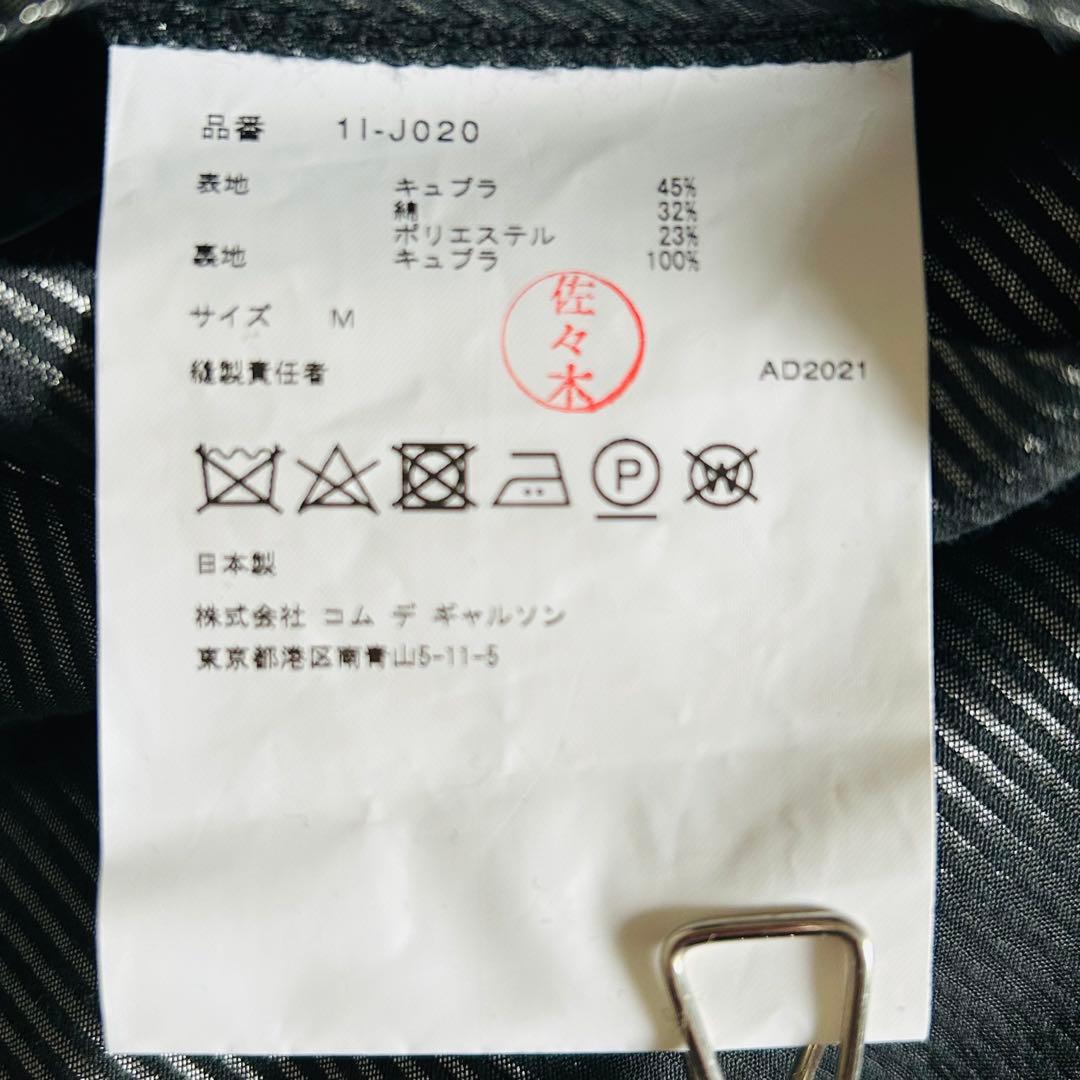 品番 1I-J020
表地 キュプラ 45%
綿 32%
ポリエステル 23%
裏地 キュプラ 100%
サイズ M
佐々木
縫製責任者 AD2021
P W
日本製
株式会社 コム デ ギャルソン
東京都港区南青山5-11-5